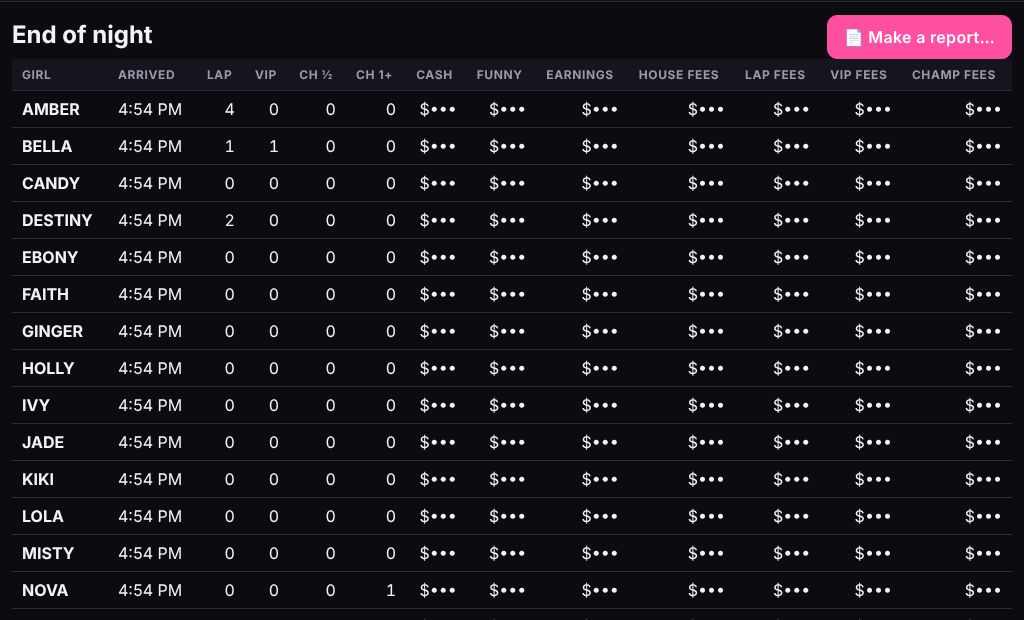 End of night
📄 Make a report...
GIRL ARRIVED LAP VIP CH ½ CH 1+ CASH FUNNY EARNINGS HOUSE FEES LAP FEES VIP FEES CHAMP FEES
AMBER 4:54 PM 4 0 0 0 $••• $••• $••• $••• $••• $••• $•••
BELLA 4:54 PM 1 1 0 0 $••• $••• $••• $••• $••• $••• $•••
CANDY 4:54 PM 0 0 0 0 $••• $••• $••• $••• $••• $••• $•••
DESTINY 4:54 PM 2 0 0 0 $••• $••• $••• $••• $••• $••• $•••
EBONY 4:54 PM 0 0 0 0 $••• $••• $••• $••• $••• $••• $•••
FAITH 4:54 PM 0 0 0 0 $••• $••• $••• $••• $••• $••• $•••
GINGER 4:54 PM 0 0 0 0 $••• $••• $••• $••• $••• $••• $•••
HOLLY 4:54 PM 0 0 0 0 $••• $••• $••• $••• $••• $••• $•••
IVY 4:54 PM 0 0 0 0 $••• $••• $••• $••• $••• $••• $•••
JADE 4:54 PM 0 0 0 0 $••• $••• $••• $••• $••• $••• $•••
KIKI 4:54 PM 0 0 0 0 $••• $••• $••• $••• $••• $••• $•••
LOLA 4:54 PM 0 0 0 0 $••• $••• $••• $••• $••• $••• $•••
MISTY 4:54 PM 0 0 0 0 $••• $••• $••• $••• $••• $••• $•••
NOVA 4:54 PM 0 0 0 1 $••• $••• $••• $••• $••• $••• $•••